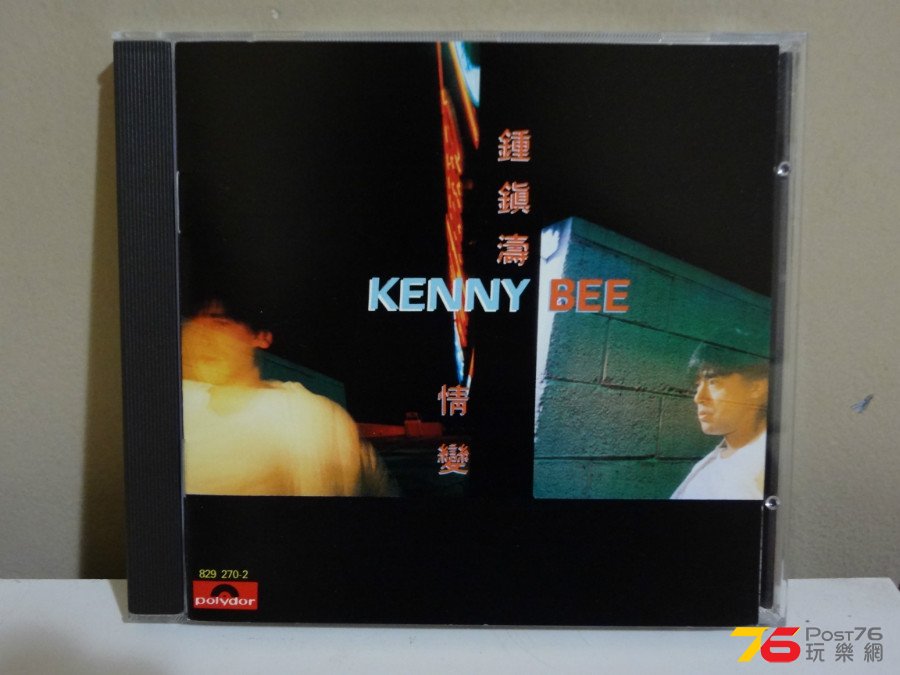 鍾鎮濤
KENNY BEE
情變
829 270-2
polydor
76 POST76
玩樂網